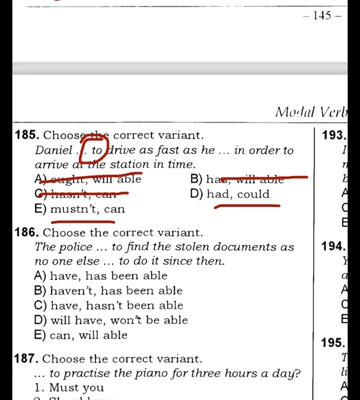 – 145 –
Modal Verb
185. Choose the correct variant.
Daniel ... to drive as fast as he ... in order to
arrive at the station in time.
A) ought, will able B) has, will able
C) hasn't, can D) had, could
E) mustn't, can
186. Choose the correct variant.
The police ... to find the stolen documents as
no one else ... to do it since then.
A) have, has been able
B) haven't, has been able
C) have, hasn't been able
D) will have, won't be able
E) can, will able
187. Choose the correct variant.
... to practise the piano for three hours a day?
1. Must you
193.
I
A
C
E
194.
A
C
E
195.
T
A
C